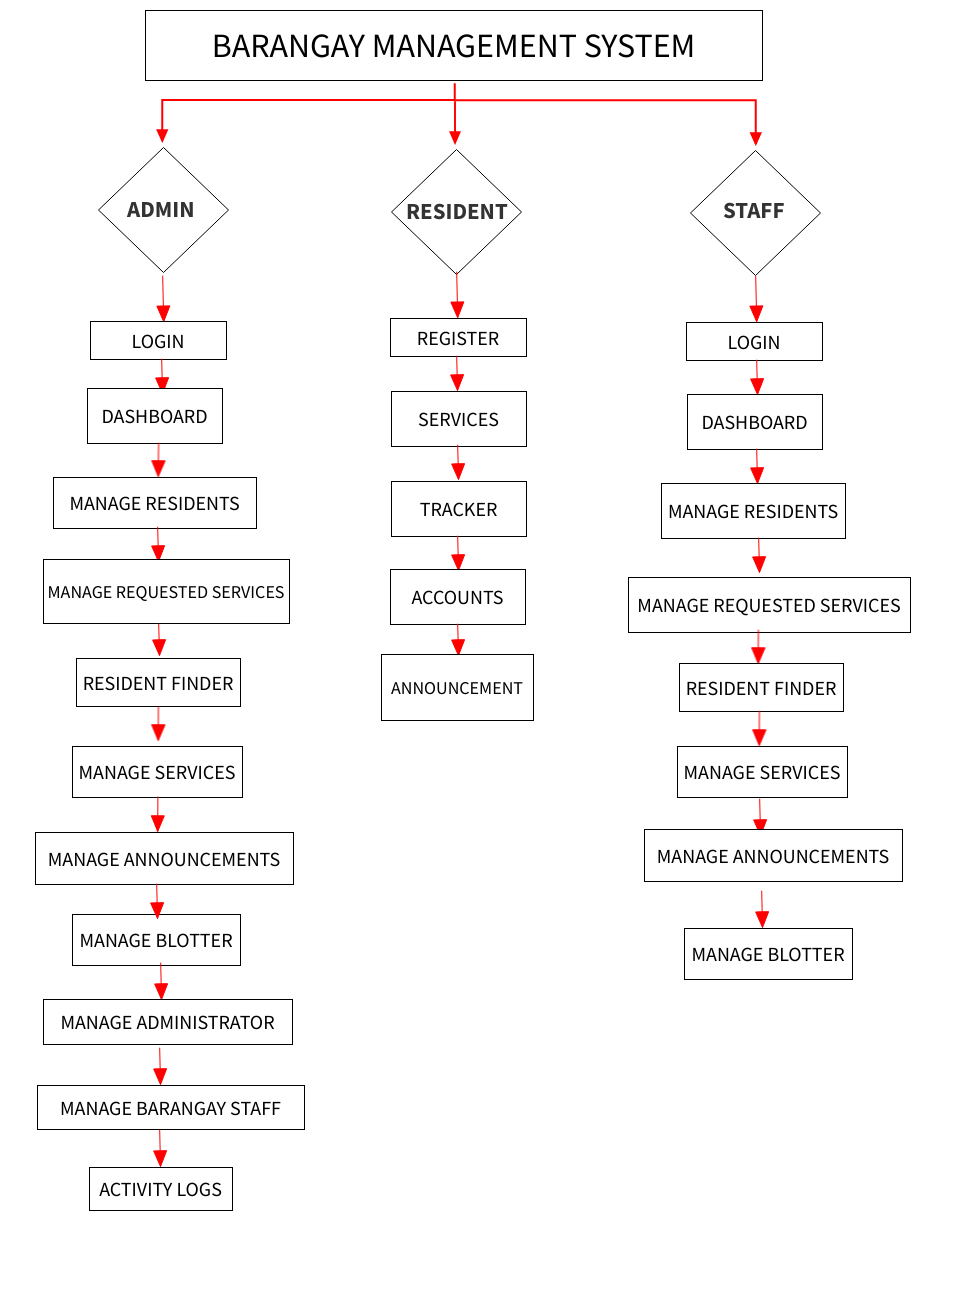 BARANGAY MANAGEMENT SYSTEM
ADMIN
LOGIN
DASHBOARD
MANAGE RESIDENTS
MANAGE REQUESTED SERVICES
RESIDENT FINDER
MANAGE SERVICES
MANAGE ANNOUNCEMENTS
MANAGE BLOTTER
MANAGE ADMINISTRATOR
MANAGE BARANGAY STAFF
ACTIVITY LOGS
RESIDENT
REGISTER
SERVICES
TRACKER
ACCOUNTS
ANNOUNCEMENT
STAFF
LOGIN
DASHBOARD
MANAGE RESIDENTS
MANAGE REQUESTED SERVICES
RESIDENT FINDER
MANAGE SERVICES
MANAGE ANNOUNCEMENTS
MANAGE BLOTTER